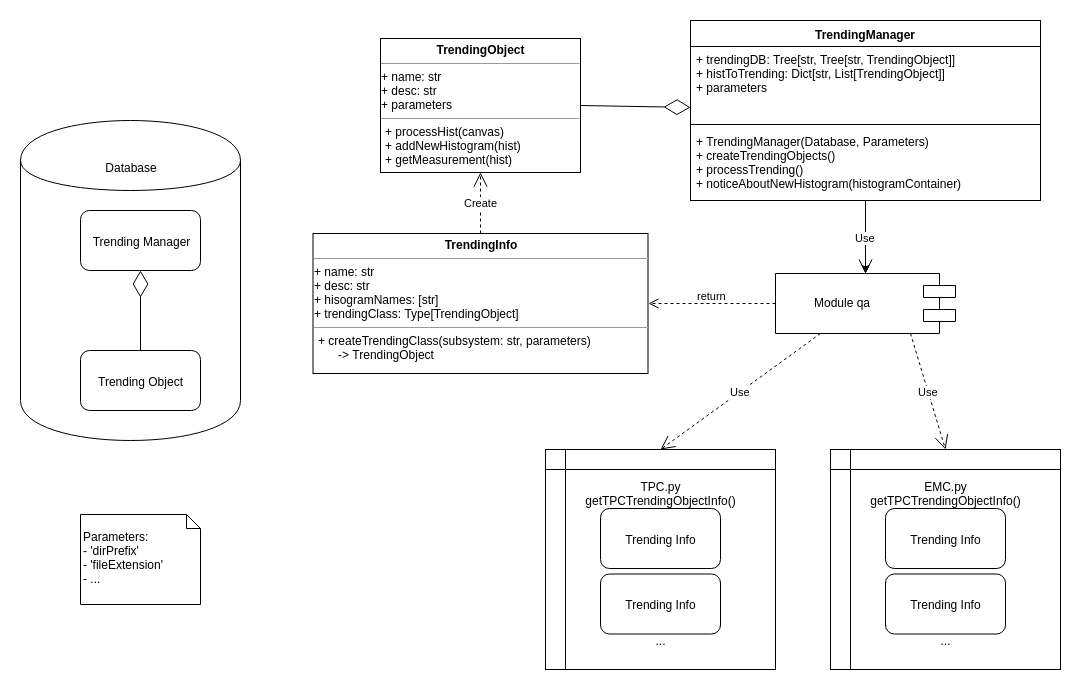 TrendingObject
+ name: str
+ desc: str
+ parameters
+ processHist(canvas)
+ addNewHistogram(hist)
+ getMeasurement(hist)
TrendingManager
+ trendingDB: Tree[str, Tree[str, TrendingObject]]
+ histToTrending: Dict[str, List[TrendingObject]]
+ parameters
+ TrendingManager(Database, Parameters)
+ createTrendingObjects()
+ processTrending()
+ noticeAboutNewHistogram(histogramContainer)
Database
Trending Manager
Trending Object
Create
Use
TrendingInfo
+ name: str
+ desc: str
+ hisogramNames: [str]
+ trendingClass: Type[TrendingObject]
+ createTrendingClass(subsystem: str, parameters)
-> TrendingObject
return
Module qa
Use
Use
TPC.py
getTPCTrendingObjectInfo()
Trending Info
Trending Info
...
EMC.py
getTPCTrendingObjectInfo()
Trending Info
Trending Info
...
Parameters:
- 'dirPrefix'
- 'fileExtension'
- ...